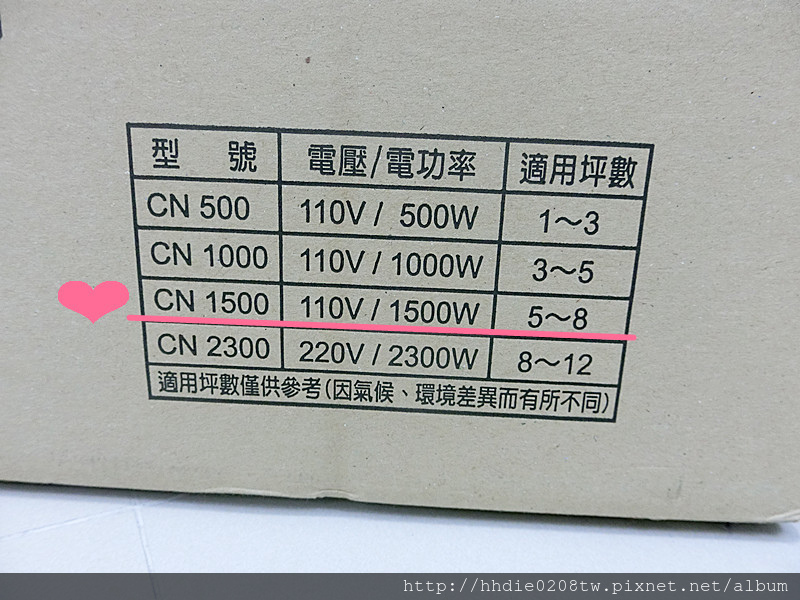 型 號 電壓/電功率 適用坪數
CN 500 110V / 500W 1～3
CN 1000 110V / 1000W 3～5
CN 1500 110V / 1500W 5～8
CN 2300 220V / 2300W 8～12
適用坪數僅供參考(因氣候、環境差異而有所不同)
http://hhdie0208tw.pixnet.net/album